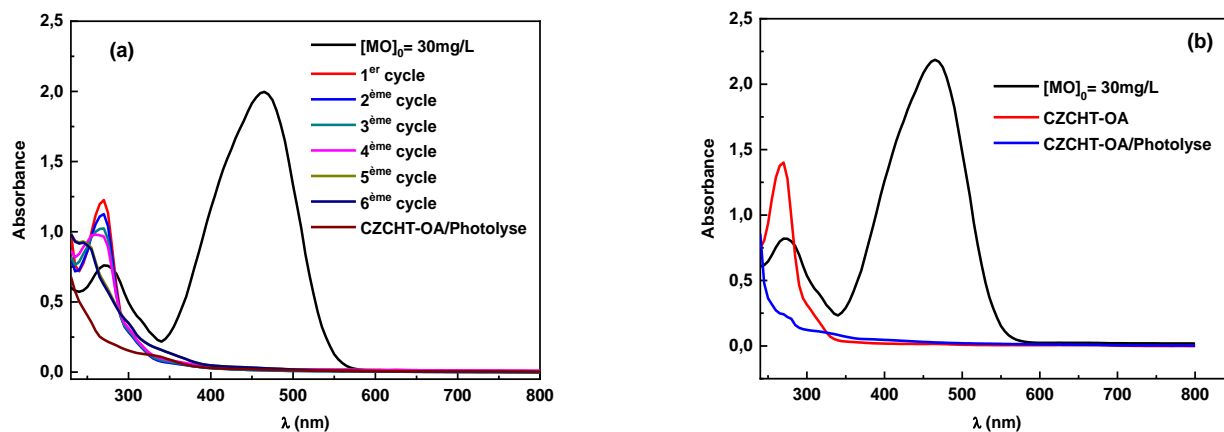 (a)
[MO]₀= 30mg/L
1ᵉʳ cycle
2ᵉ̀ᵐᵉ cycle
3ᵉ̀ᵐᵉ cycle
4ᵉ̀ᵐᵉ cycle
5ᵉ̀ᵐᵉ cycle
6ᵉ̀ᵐᵉ cycle
CZCHT-OA/Photolyse
Absorbance
2,5
2,0
1,5
1,0
0,5
0,0
300 400 500 600 700 800
λ (nm)
(b)
[MO]₀= 30mg/L
CZCHT-OA
CZCHT-OA/Photolyse
Absorbance
2,5
2,0
1,5
1,0
0,5
0,0
300 400 500 600 700 800
λ (nm)